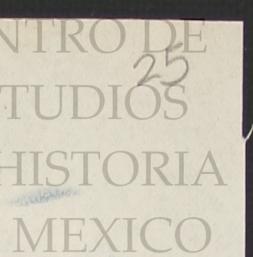 NTRO DE
25
TUDIOS
HISTORIA
MEXICO